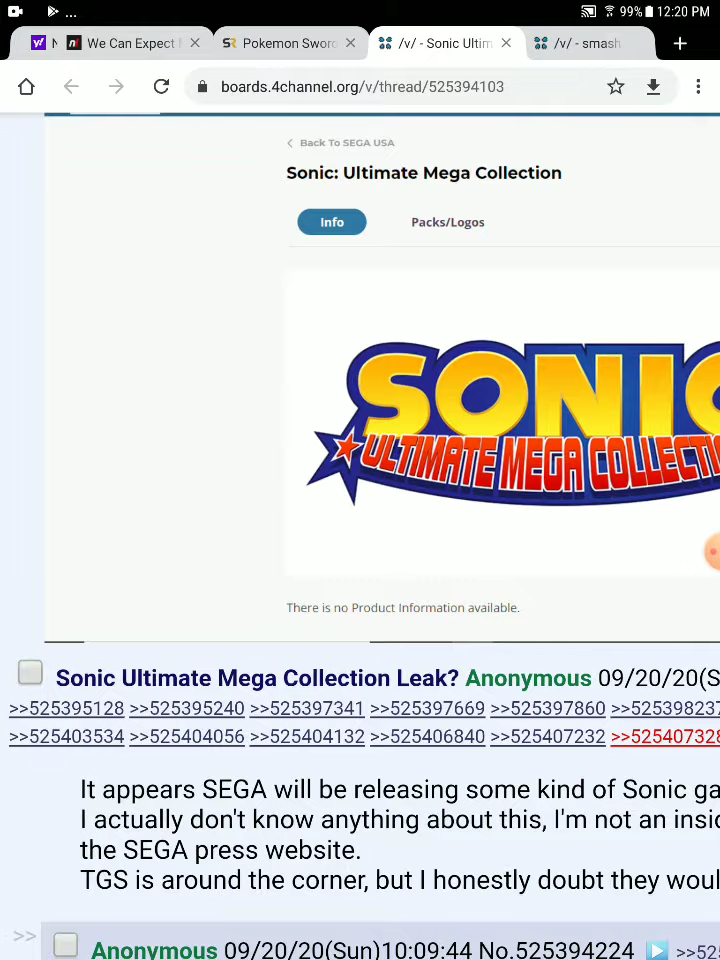 ... 99% 12:20 PM
N We Can Expect Pokemon Sword /v/ - Sonic Ultim /v/ - smash
boards.4channel.org/v/thread/525394103
Back To SEGA USA
Sonic: Ultimate Mega Collection
Info Packs/Logos
SONIC
ULTIMATE MEGA COLLECTI
There is no Product Information available.
Sonic Ultimate Mega Collection Leak? Anonymous 09/20/20(S
>>525395128 >>525395240 >>525397341 >>525397669 >>525397860 >>52539823
>>525403534 >>525404056 >>525404132 >>525406840 >>525407232 >>52540732
It appears SEGA will be releasing some kind of Sonic ga
I actually don't know anything about this, I'm not an insid
the SEGA press website.
TGS is around the corner, but I honestly doubt they woul
>> Anonymous 09/20/20(Sun)10:09:44 No.525394224 >>52